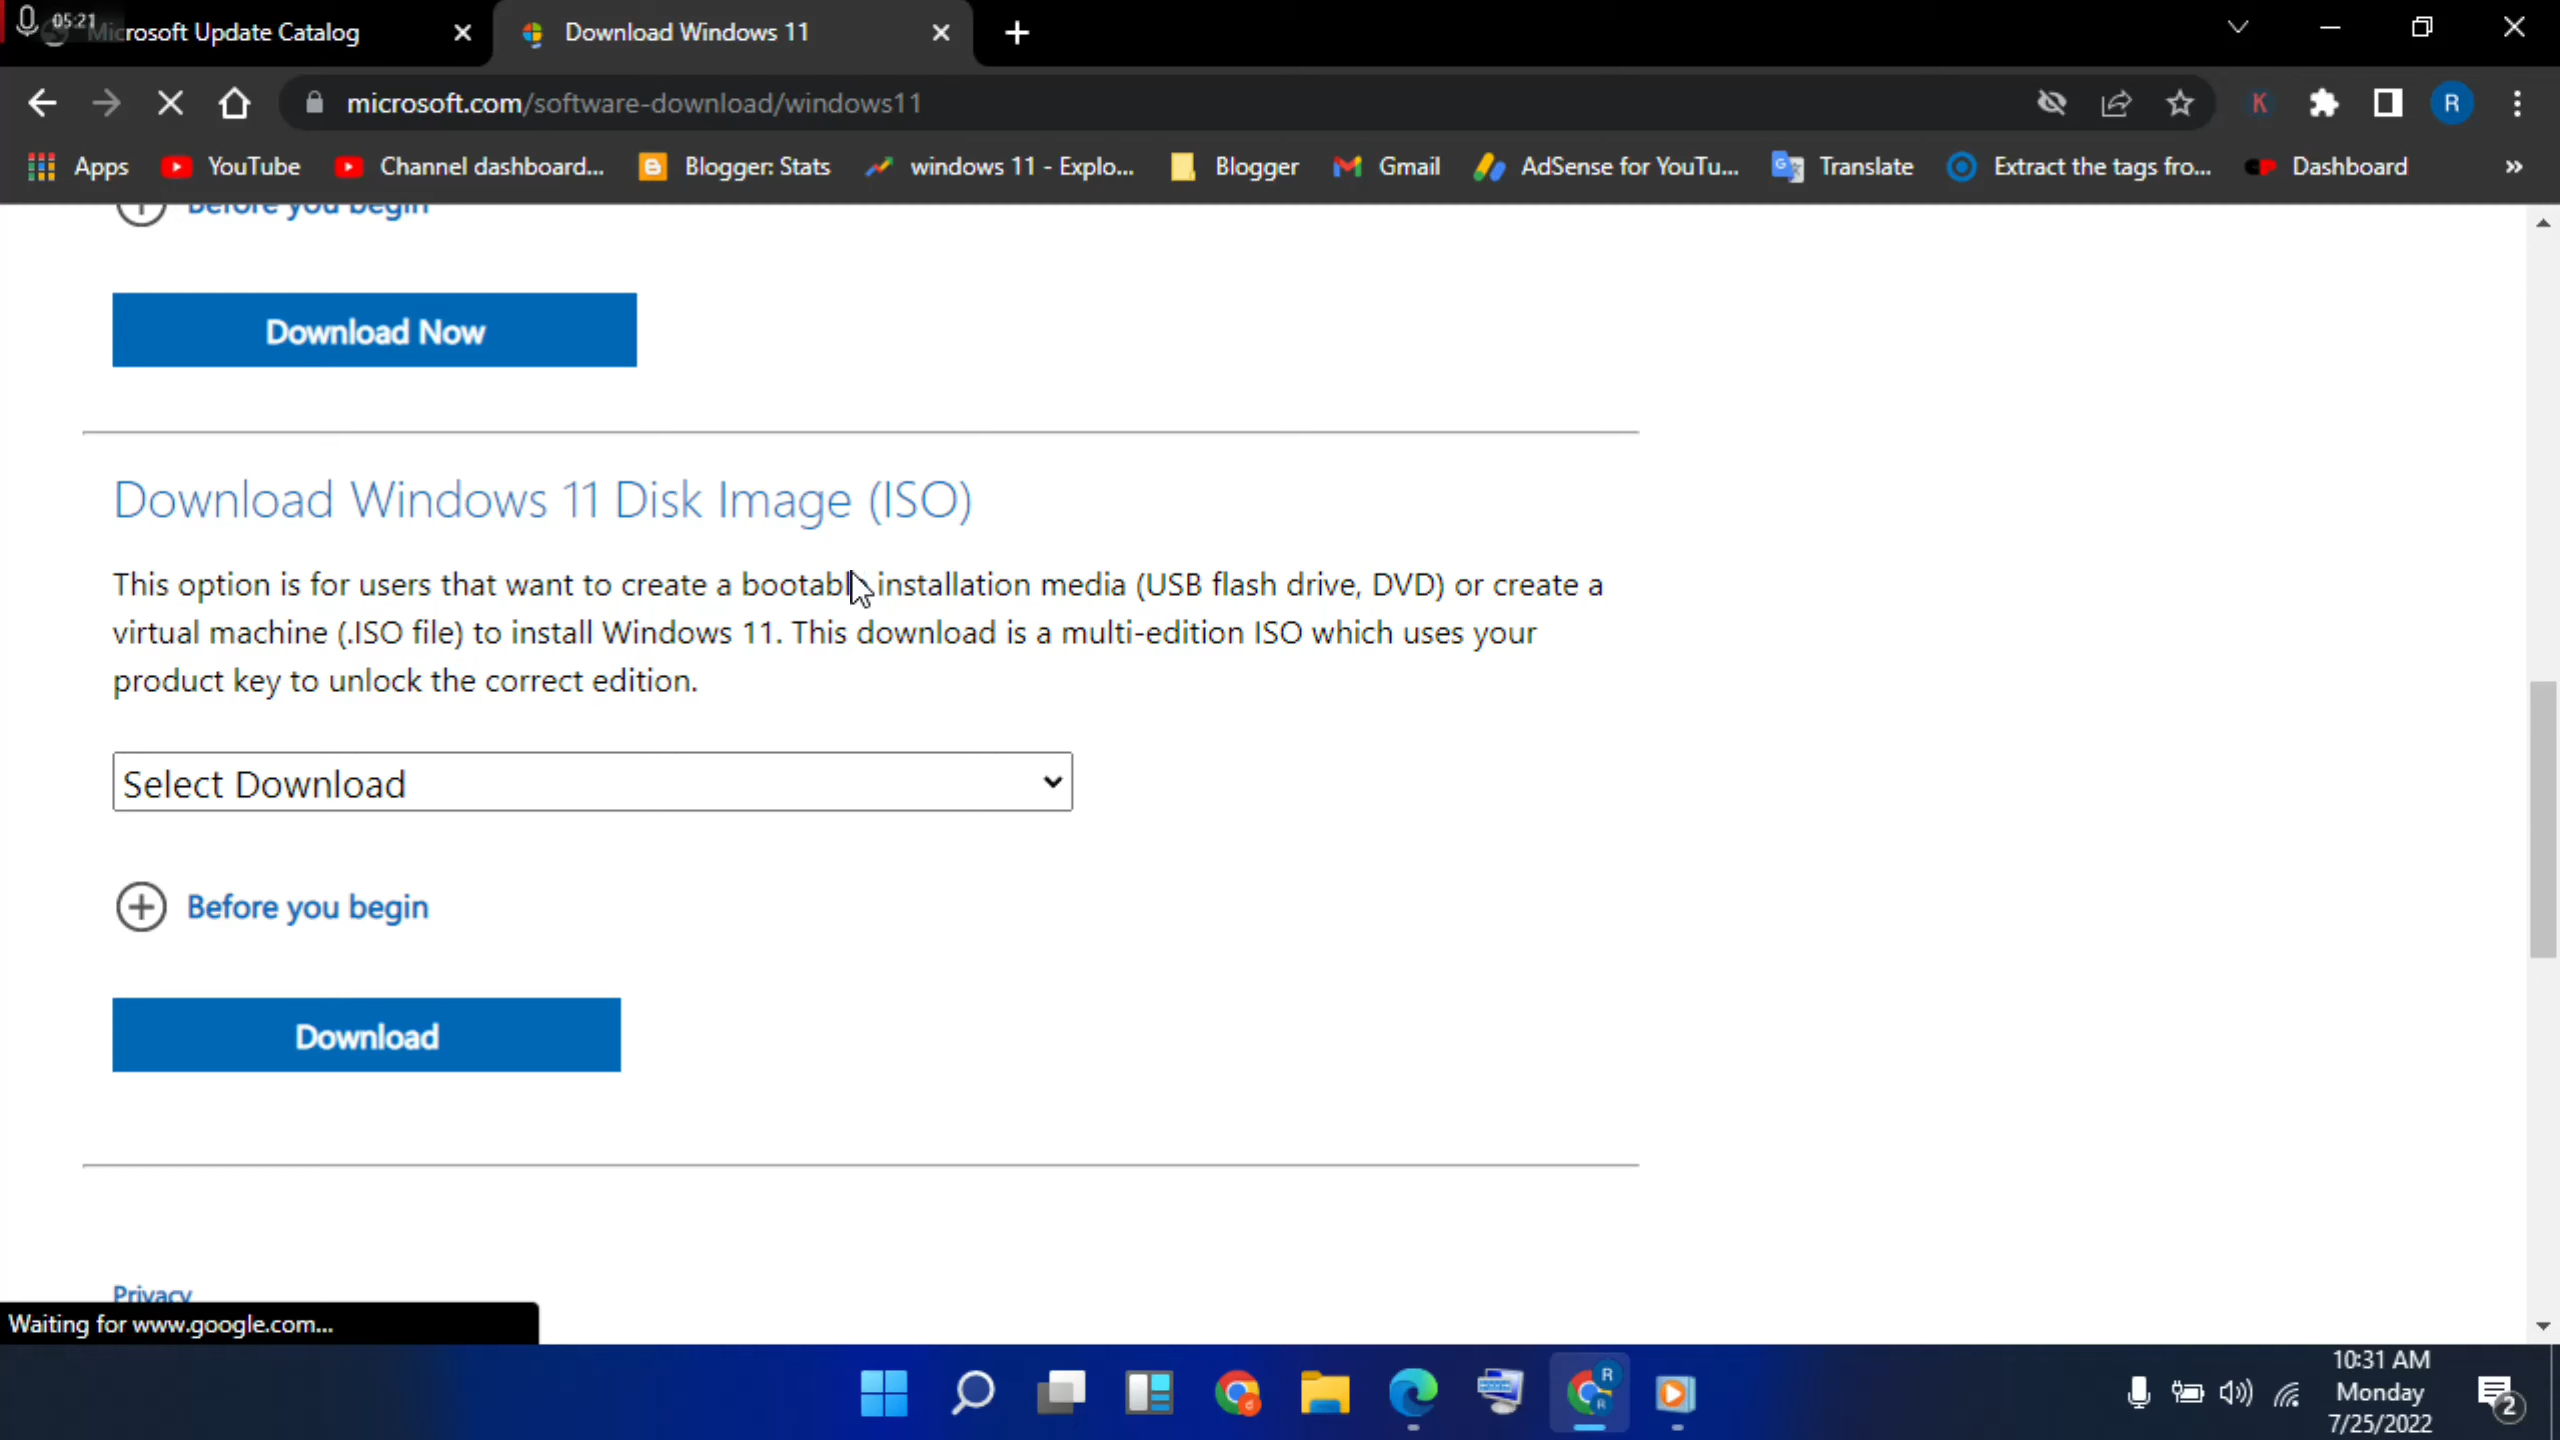 05:21
Microsoft Update Catalog
Download Windows 11
microsoft.com/software-download/windows11
K
R
Apps
YouTube
Channel dashboard...
Blogger: Stats
windows 11 - Explo...
Blogger
Gmail
AdSense for YouTu...
Translate
Extract the tags fro...
Dashboard
»
Before you begin
Download Now
Download Windows 11 Disk Image (ISO)
This option is for users that want to create a bootable installation media (USB flash drive, DVD) or create a
virtual machine (.ISO file) to install Windows 11. This download is a multi-edition ISO which uses your
product key to unlock the correct edition.
Select Download
Before you begin
Download
Privacy
Waiting for www.google.com...
10:31 AM
Monday
7/25/2022
2